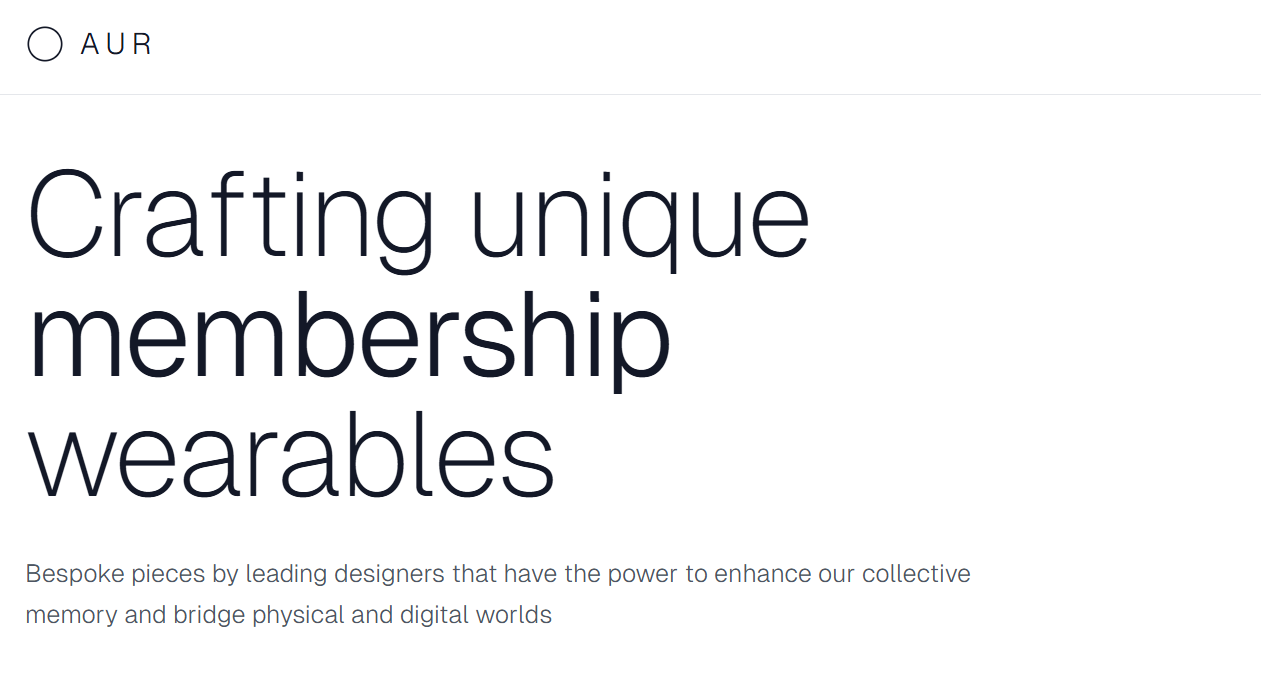 AUR
Crafting unique
membership
wearables
Bespoke pieces by leading designers that have the power to enhance our collective
memory and bridge physical and digital worlds